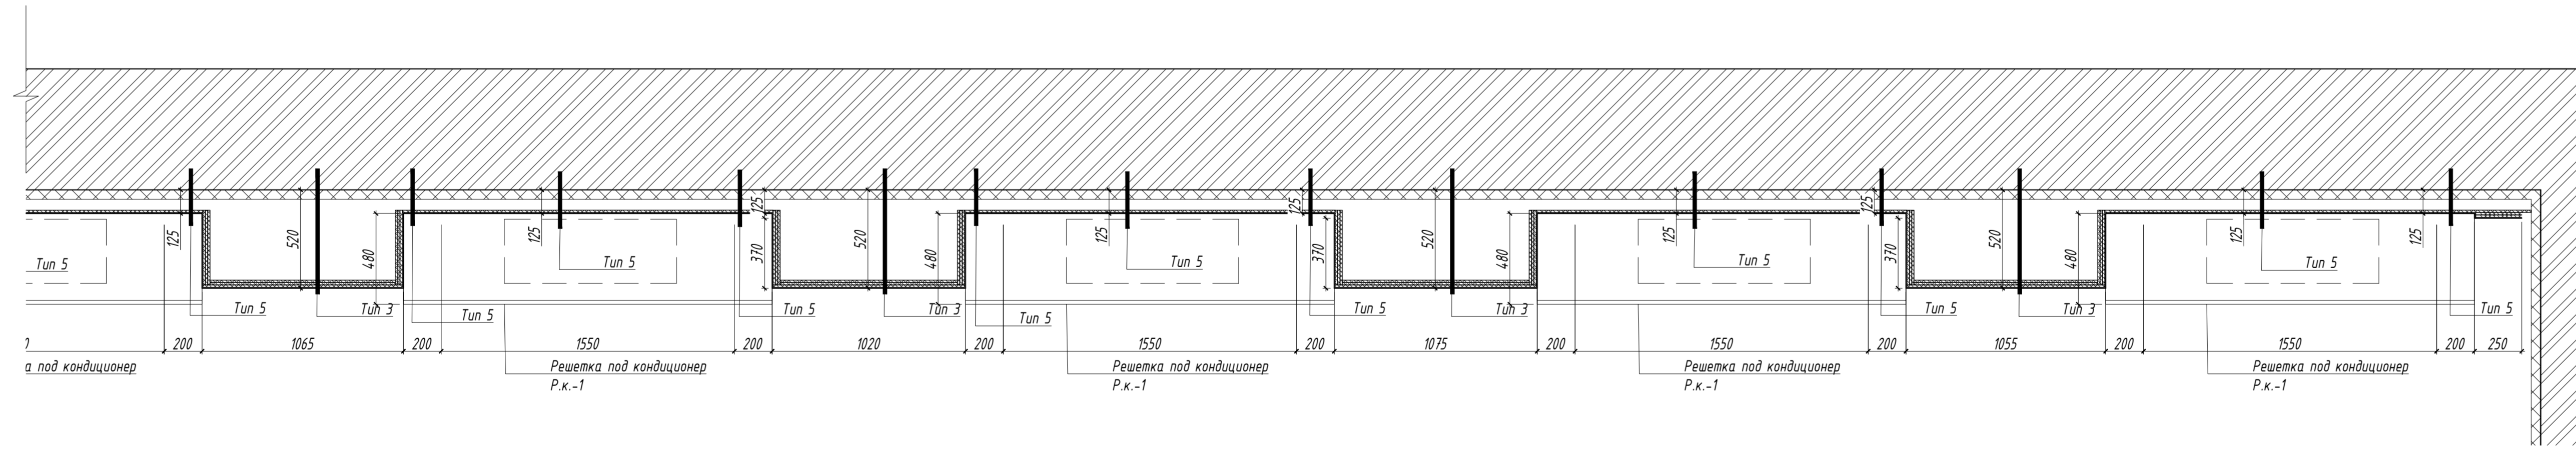 125 520 480 125 125 370 520 480 125 125 370 520 480 125 125 370 520 480 125 125
Тип 5 Тип 5 Тип 5 Тип 5 Тип 5
Тип 5 Тип 3 Тип 5 Тип 5 Тип 3 Тип 5 Тип 5 Тип 3 Тип 5 Тип 3 Тип 5
200 1065 200 1550 200 1020 200 1550 200 1075 200 1550 200 1055 200 1550 200 250
а под кондиционер Решетка под кондиционер Решетка под кондиционер Решетка под кондиционер Решетка под кондиционер
Р.к.-1 Р.к.-1 Р.к.-1 Р.к.-1